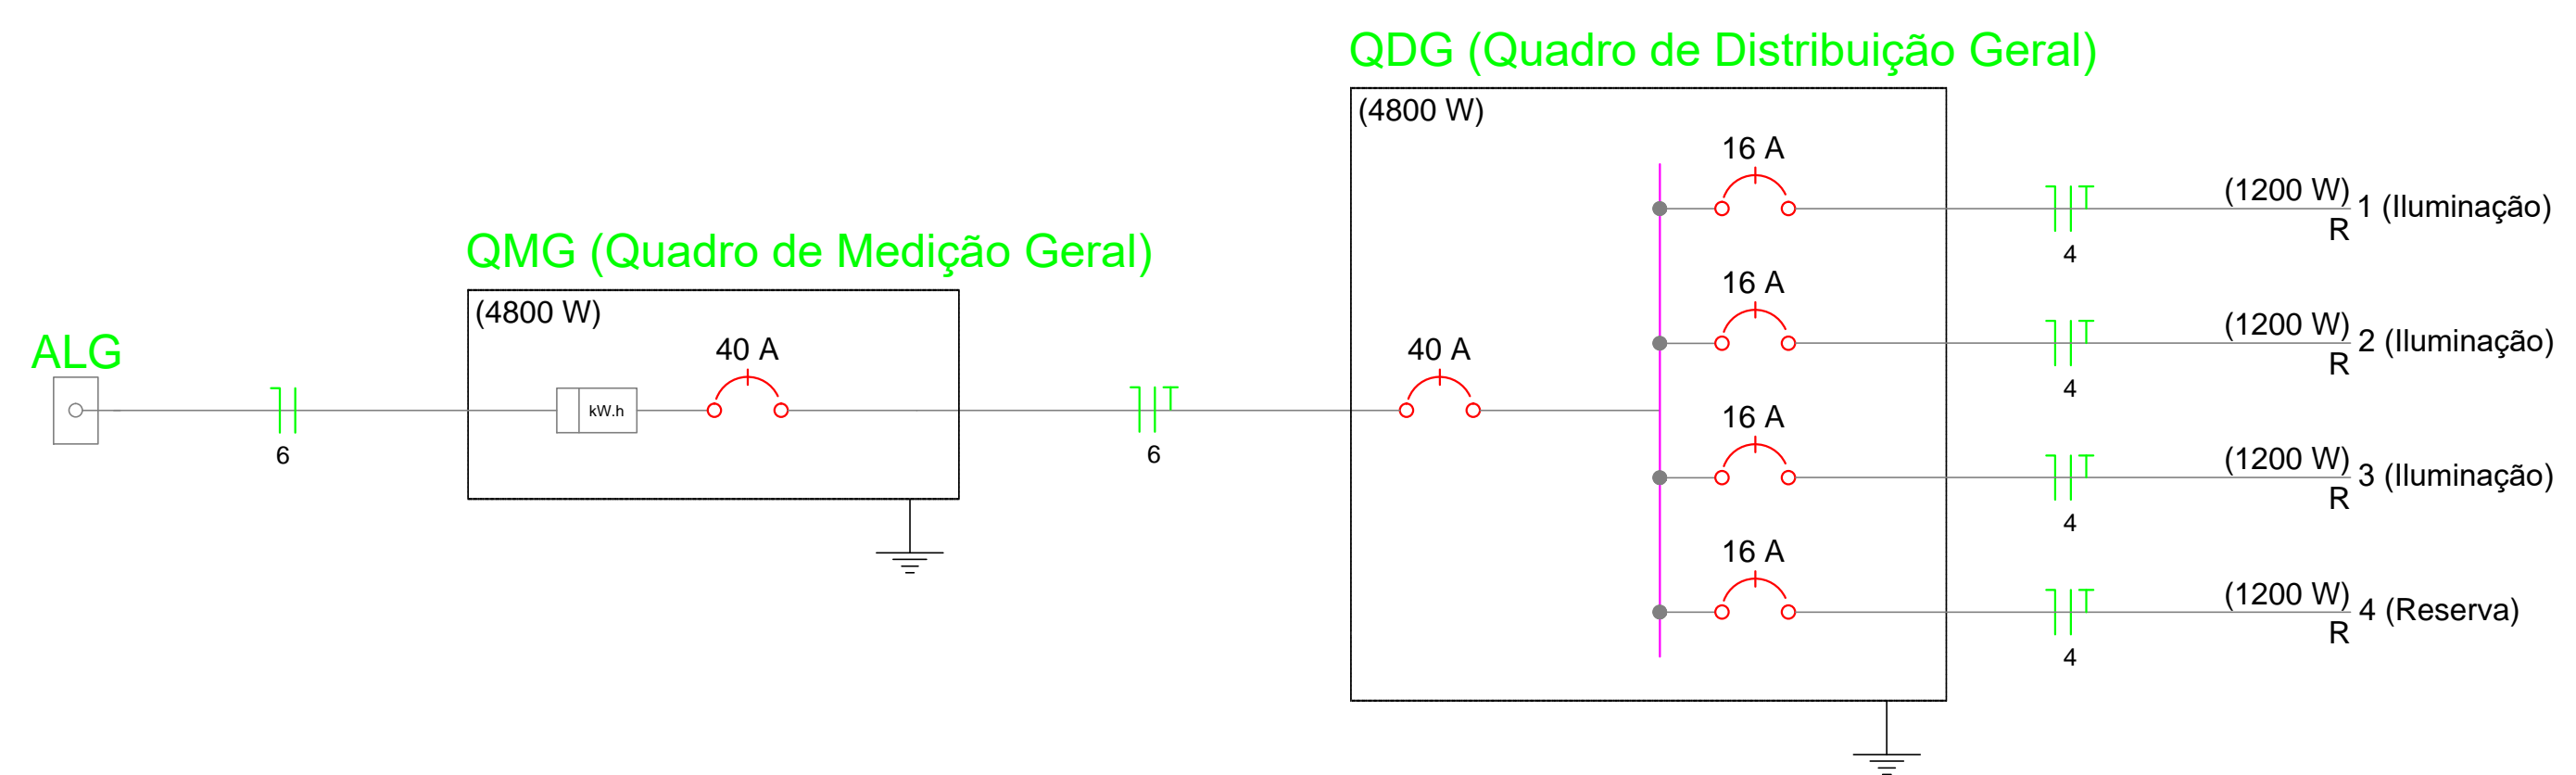 QDG (Quadro de Distribuição Geral)
(4800 W)
16 A
(1200 W)
1 (Iluminação)
R
4
QMG (Quadro de Medição Geral)
16 A
(4800 W)
(1200 W)
2 (Iluminação)
R
ALG
40 A
40 A
4
kW.h
16 A
6
6
(1200 W)
3 (Iluminação)
R
4
16 A
(1200 W)
4 (Reserva)
R
4